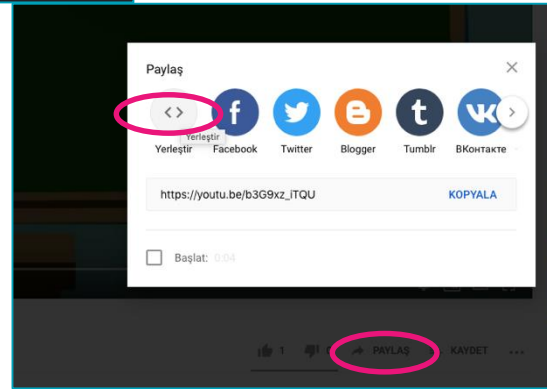 Paylaş
Yerleştir
Yerleştir Facebook Twitter Blogger Tumblr ВКонтакте
https://youtu.be/b3G9xz_iTQU KOPYALA
Başlat: 0:04
1 PAYLAŞ KAYDET